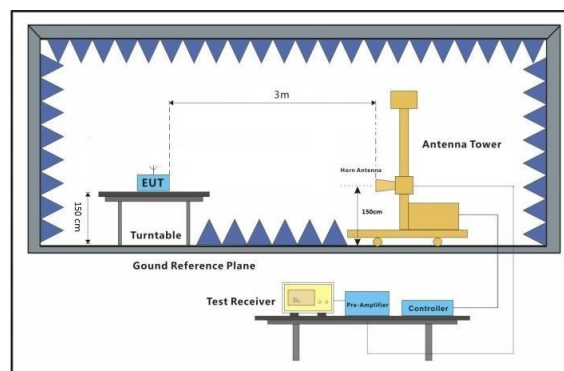 3m
Antenna Tower
Horn Antenna
EUT
150 cm
150cm
Turntable
Gound Reference Plane
Test Receiver
Pre-Amplifier
Controller